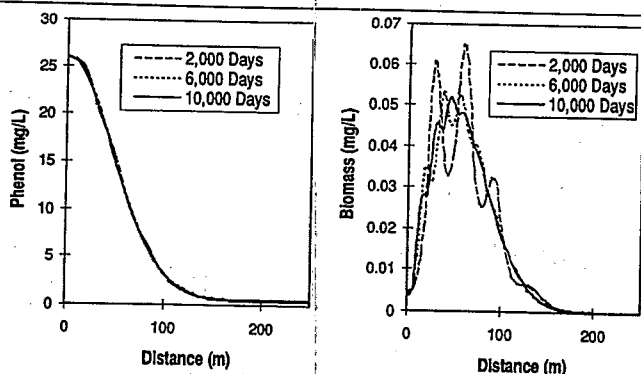 30
25
20
15
10
5
0
Phenol (mg/L)
2,000 Days
6,000 Days
10,000 Days
0
100
200
Distance (m)
0.07
0.06
0.05
0.04
0.03
0.02
0.01
0
Biomass (mg/L)
2,000 Days
6,000 Days
10,000 Days
0
100
200
Distance (m)